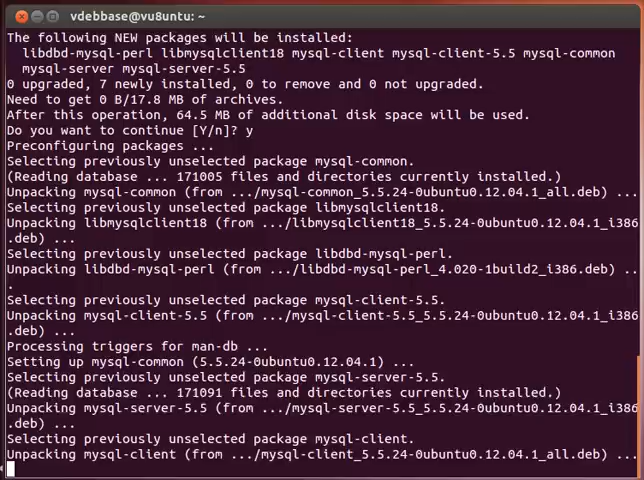 vdebbase@vu8untu: ~
The following NEW packages will be installed:
libdbd-mysql-perl libmysqlclient18 mysql-client mysql-client-5.5 mysql-common
mysql-server mysql-server-5.5
0 upgraded, 7 newly installed, 0 to remove and 0 not upgraded.
Need to get 0 B/17.8 MB of archives.
After this operation, 64.5 MB of additional disk space will be used.
Do you want to continue [Y/n]? y
Preconfiguring packages ...
Selecting previously unselected package mysql-common.
(Reading database ... 171005 files and directories currently installed.)
Unpacking mysql-common (from .../mysql-common_5.5.24-0ubuntu0.12.04.1_all.deb) ...
Selecting previously unselected package libmysqlclient18.
Unpacking libmysqlclient18 (from .../libmysqlclient18_5.5.24-0ubuntu0.12.04.1_i386
.deb) ...
Selecting previously unselected package libdbd-mysql-perl.
Unpacking libdbd-mysql-perl (from .../libdbd-mysql-perl_4.020-1build2_i386.deb) ..
.
Selecting previously unselected package mysql-client-5.5.
Unpacking mysql-client-5.5 (from .../mysql-client-5.5_5.5.24-0ubuntu0.12.04.1_i386
.deb) ...
Processing triggers for man-db ...
Setting up mysql-common (5.5.24-0ubuntu0.12.04.1) ...
Selecting previously unselected package mysql-server-5.5.
(Reading database ... 171091 files and directories currently installed.)
Unpacking mysql-server-5.5 (from .../mysql-server-5.5_5.5.24-0ubuntu0.12.04.1_i386
.deb) ...
Selecting previously unselected package mysql-client.
Unpacking mysql-client (from .../mysql-client_5.5.24-0ubuntu0.12.04.1_all.deb) ...